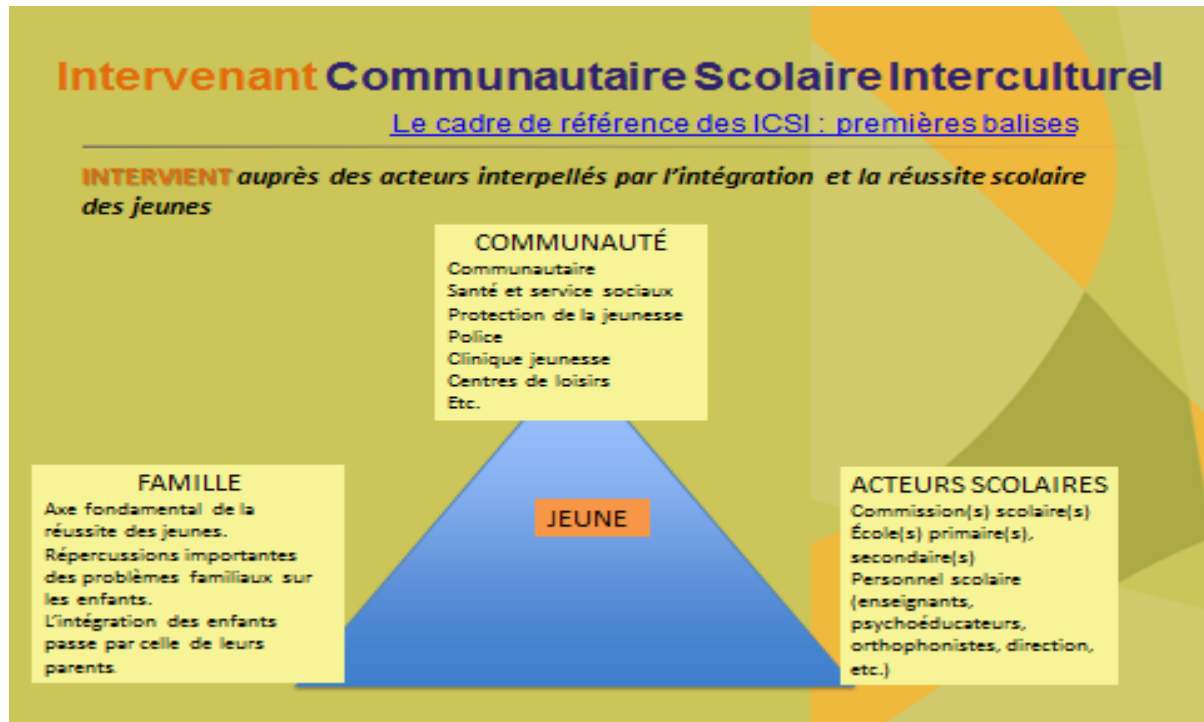 Intervenant Communautaire Scolaire Interculturel
Le cadre de référence des ICSI : premières balises
INTERVIENT auprès des acteurs interpellés par l'intégration et la réussite scolaire
des jeunes
COMMUNAUTÉ
Communautaire
Santé et service sociaux
Protection de la jeunesse
Police
Clinique jeunesse
Centres de loisirs
Etc.
FAMILLE
Axe fondamental de la
réussite des jeunes.
Répercussions importantes
des problèmes familiaux sur
les enfants.
L'intégration des enfants
passe par celle de leurs
parents.
JEUNE
ACTEURS SCOLAIRES
Commission(s) scolaire(s)
École(s) primaire(s),
secondaire(s)
Personnel scolaire
(enseignants,
psychoéducateurs,
orthophonistes, direction,
etc.)